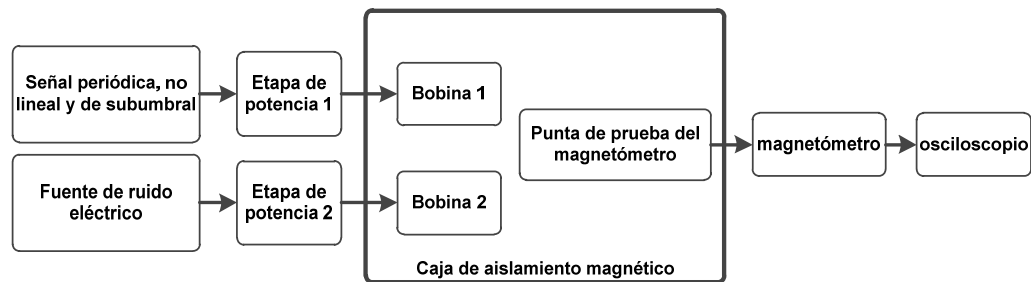 Señal periódica, no
lineal y de subumbral
Etapa de
potencia 1
Bobina 1
Punta de prueba del
magnetómetro
magnetómetro
osciloscopio
Fuente de ruido
eléctrico
Etapa de
potencia 2
Bobina 2
Caja de aislamiento magnético